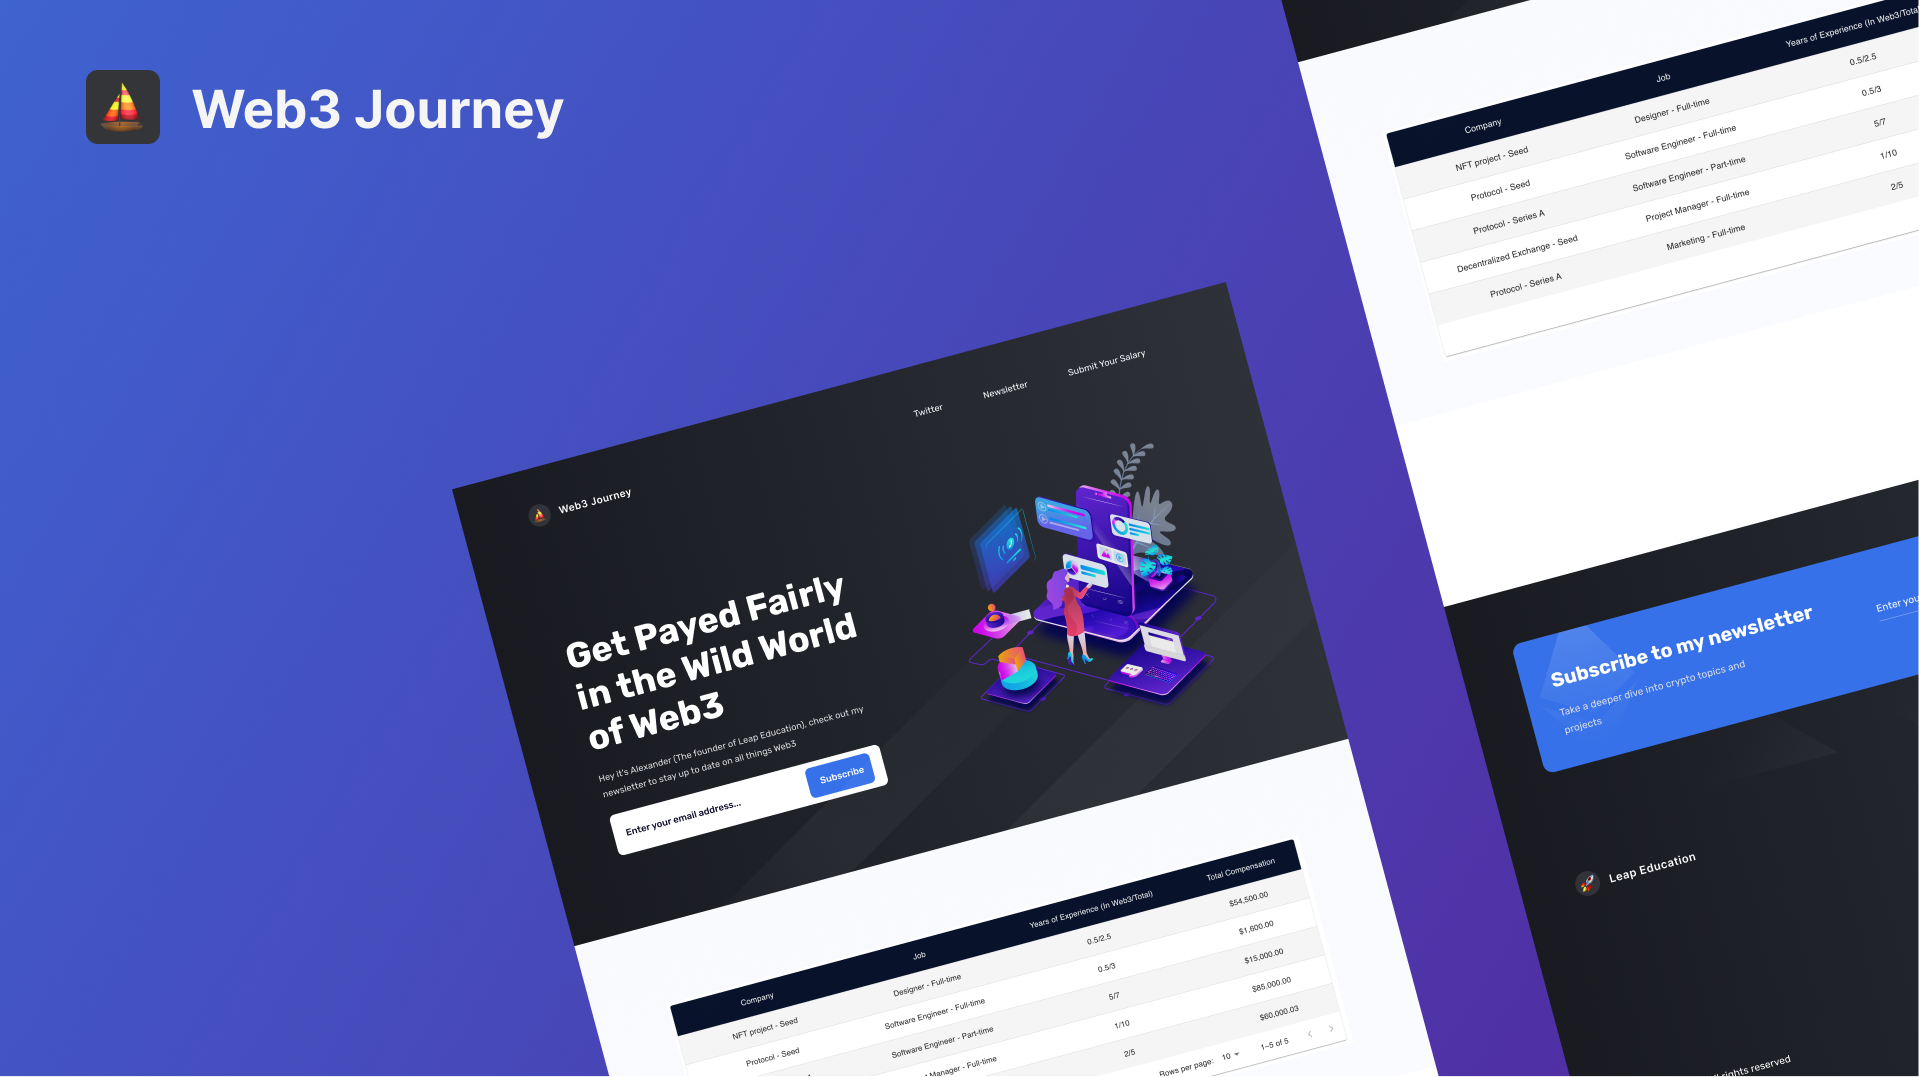 Web3 Journey
Web3 Journey
Twitter
Newsletter
Submit Your Salary
Get Payed Fairly
in the Wild World
of Web3
Hey it's Alexander (The founder of Leap Education), check out my
newsletter to stay up to date on all things Web3
Enter your email address...
Subscribe
Company Job Years of Experience (In Web3/Total) Total Compensation
NFT project - Seed Designer - Full-time 0.5/2.5 $54,500.00
Protocol - Seed Software Engineer - Full-time 0.5/3 $1,600.00
Software Engineer - Part-time 5/7 $15,000.00
Manager - Full-time 1/10 $85,000.00
2/5 $60,000.03
Rows per page: 10 1–5 of 5
Company Job Years of Experience (In Web3/Tota
NFT project - Seed Designer - Full-time 0.5/2.5
Protocol - Seed Software Engineer - Full-time 0.5/3
Protocol - Series A Software Engineer - Part-time 5/7
Decentralized Exchange - Seed Project Manager - Full-time 1/10
Protocol - Series A Marketing - Full-time 2/5
Subscribe to my newsletter
Take a deeper dive into crypto topics and
projects
Enter you
Leap Education
rights reserved